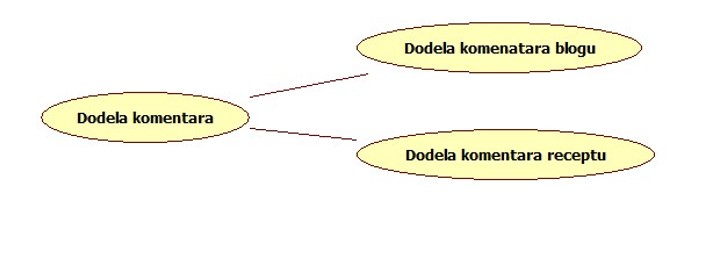 Dodela komenatara blogu
Dodela komentara
Dodela komentara receptu